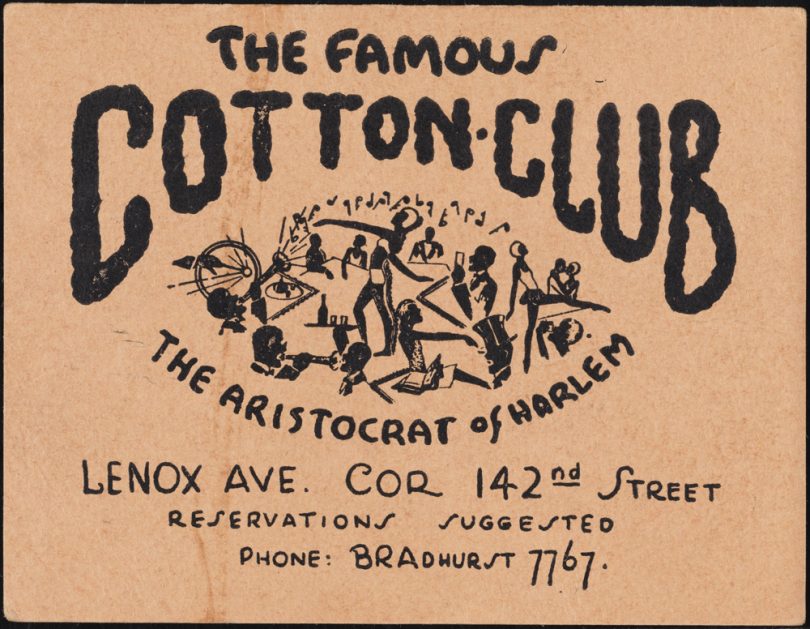 THE FAMOUS
COTTON·CLUB
THE ARISTOCRAT of HARLEM
LENOX AVE. COR 142nd STREET
RESERVATIONS SUGGESTED
PHONE: BRADHURST 7767.